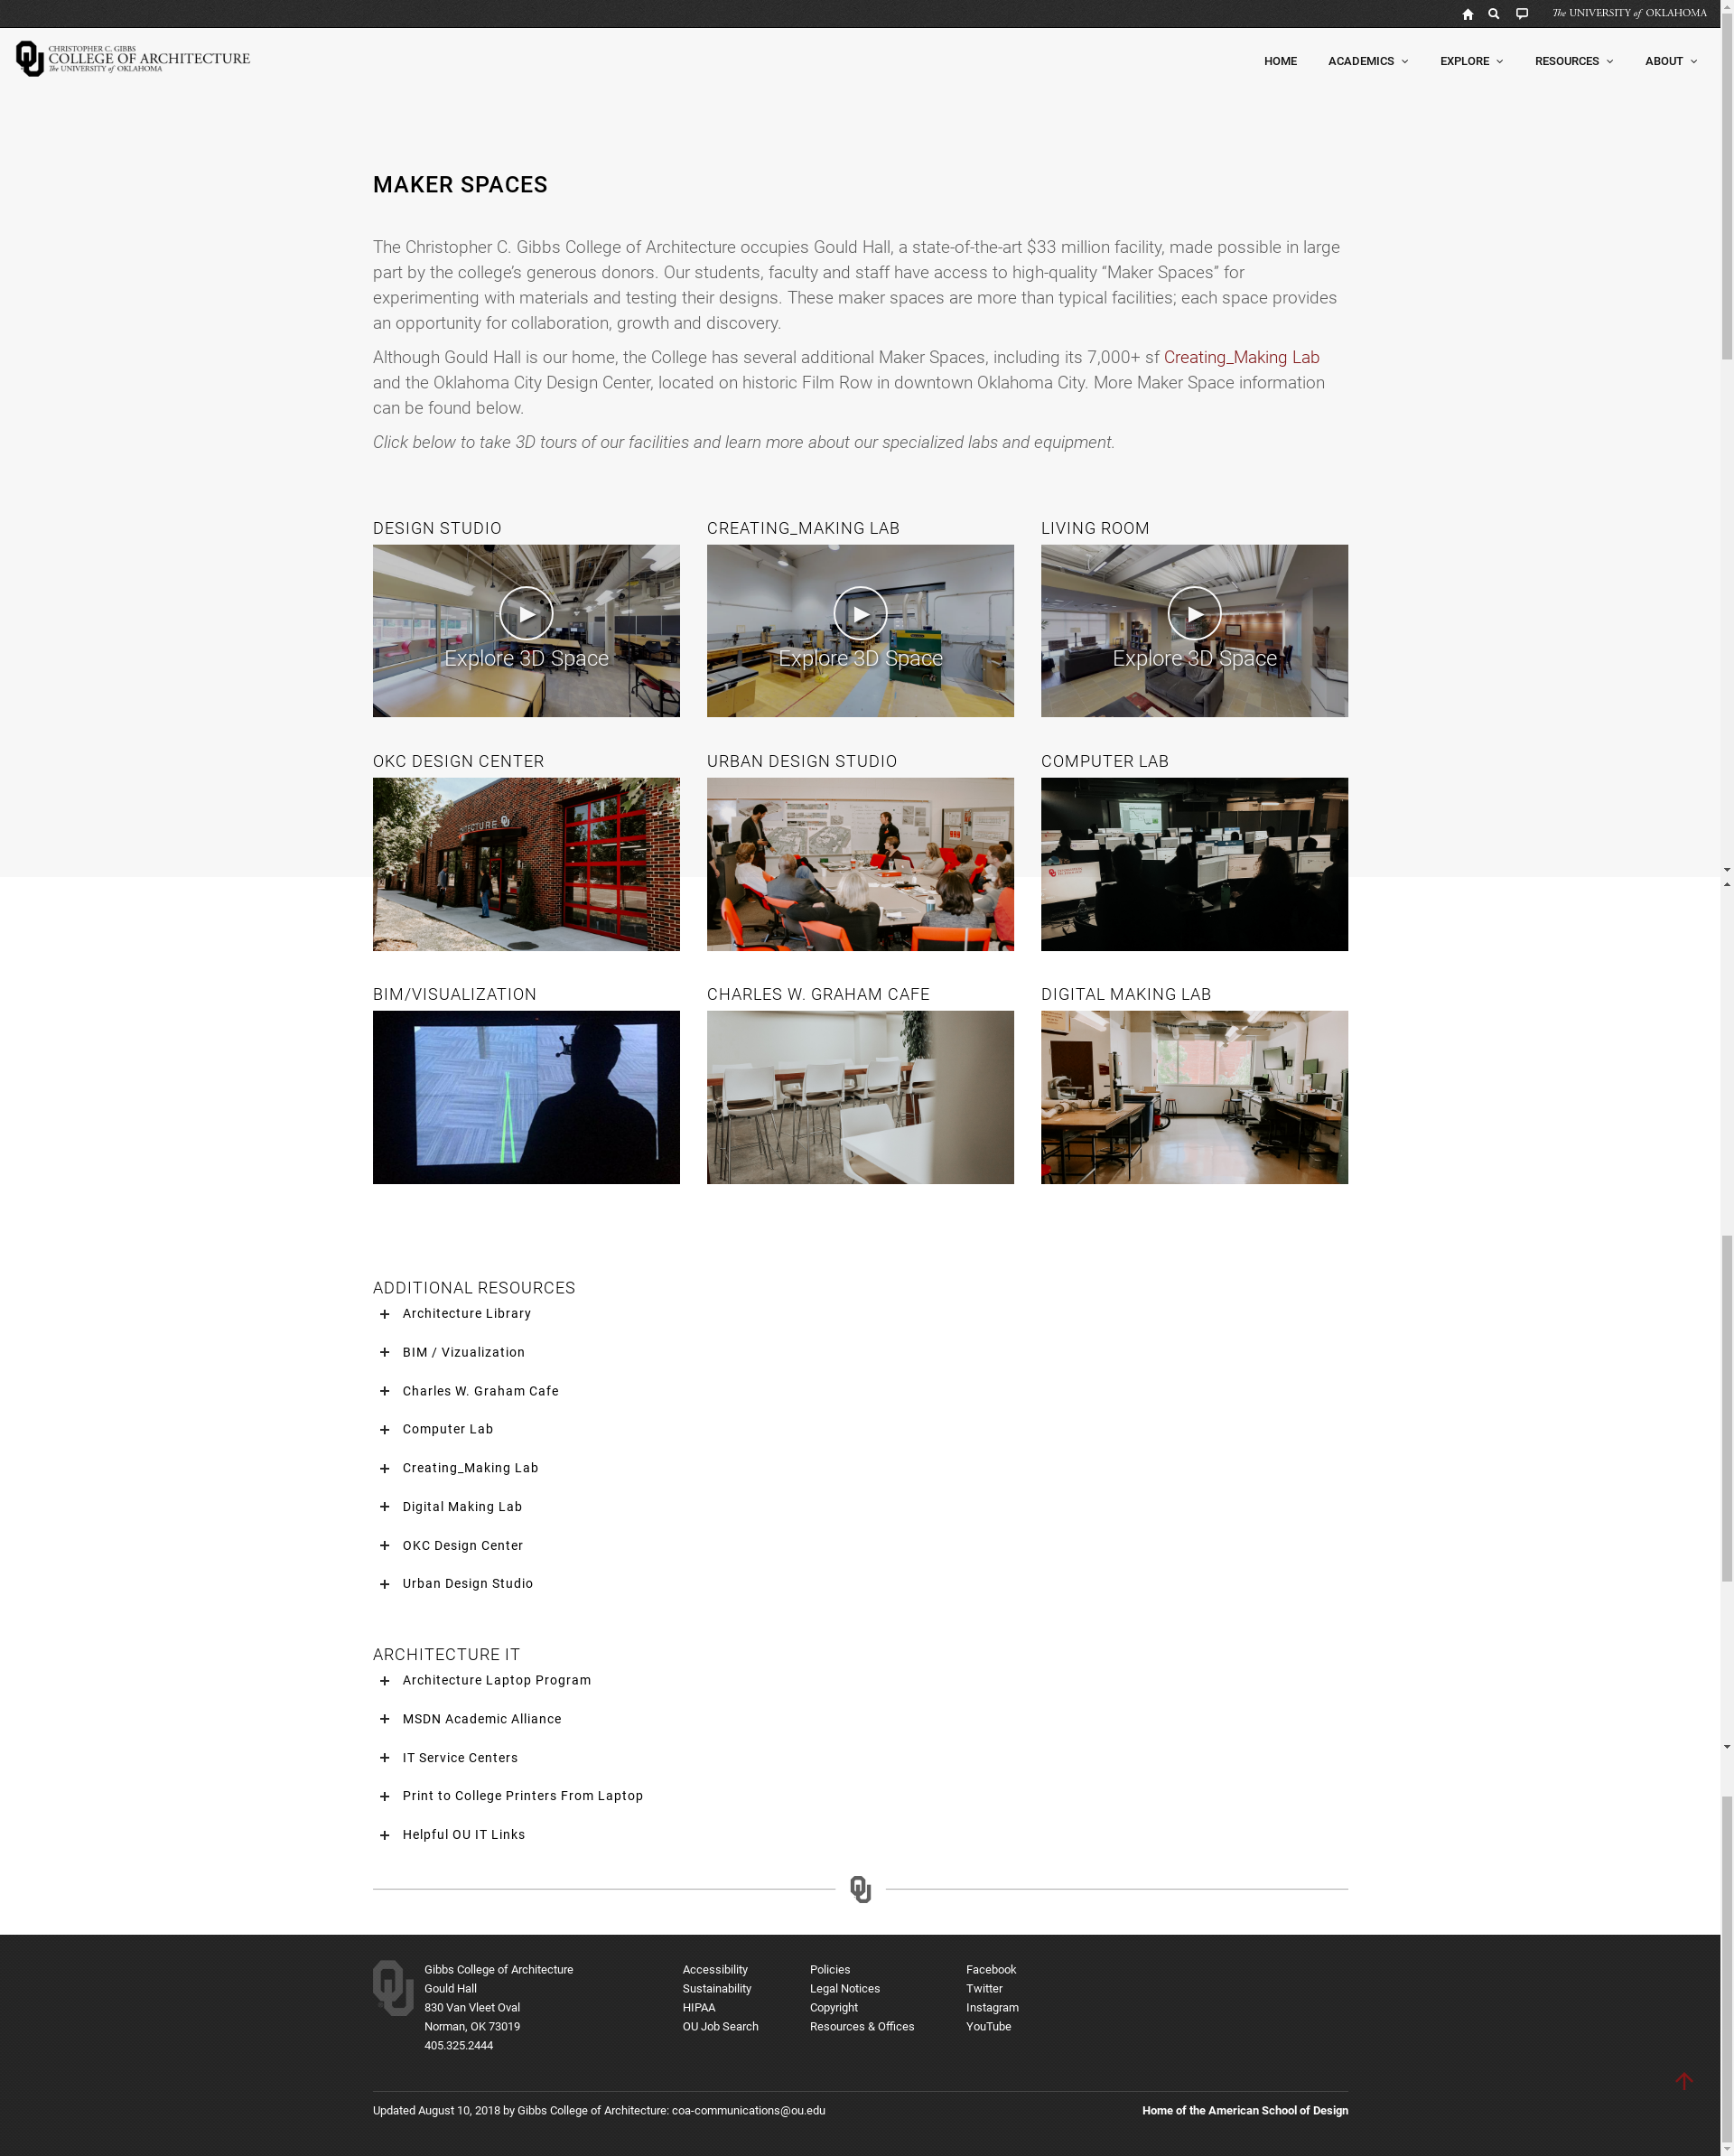 The UNIVERSITY of OKLAHOMA
CHRISTOPHER C. GIBBS
COLLEGE OF ARCHITECTURE
The UNIVERSITY of OKLAHOMA
HOME ACADEMICS EXPLORE RESOURCES ABOUT
MAKER SPACES
The Christopher C. Gibbs College of Architecture occupies Gould Hall, a state-of-the-art $33 million facility, made possible in large
part by the college’s generous donors. Our students, faculty and staff have access to high-quality “Maker Spaces” for
experimenting with materials and testing their designs. These maker spaces are more than typical facilities; each space provides
an opportunity for collaboration, growth and discovery.
Although Gould Hall is our home, the College has several additional Maker Spaces, including its 7,000+ sf Creating_Making Lab
and the Oklahoma City Design Center, located on historic Film Row in downtown Oklahoma City. More Maker Space information
can be found below.
Click below to take 3D tours of our facilities and learn more about our specialized labs and equipment.
DESIGN STUDIO
Explore 3D Space
CREATING_MAKING LAB
Explore 3D Space
LIVING ROOM
Explore 3D Space
OKC DESIGN CENTER
URBAN DESIGN STUDIO
COMPUTER LAB
BIM/VISUALIZATION
CHARLES W. GRAHAM CAFE
DIGITAL MAKING LAB
ADDITIONAL RESOURCES
Architecture Library
BIM / Vizualization
Charles W. Graham Cafe
Computer Lab
Creating_Making Lab
Digital Making Lab
OKC Design Center
Urban Design Studio
ARCHITECTURE IT
Architecture Laptop Program
MSDN Academic Alliance
IT Service Centers
Print to College Printers From Laptop
Helpful OU IT Links
Gibbs College of Architecture
Gould Hall
830 Van Vleet Oval
Norman, OK 73019
405.325.2444
Accessibility
Sustainability
HIPAA
OU Job Search
Policies
Legal Notices
Copyright
Resources & Offices
Facebook
Twitter
Instagram
YouTube
Updated August 10, 2018 by Gibbs College of Architecture: coa-communications@ou.edu
Home of the American School of Design